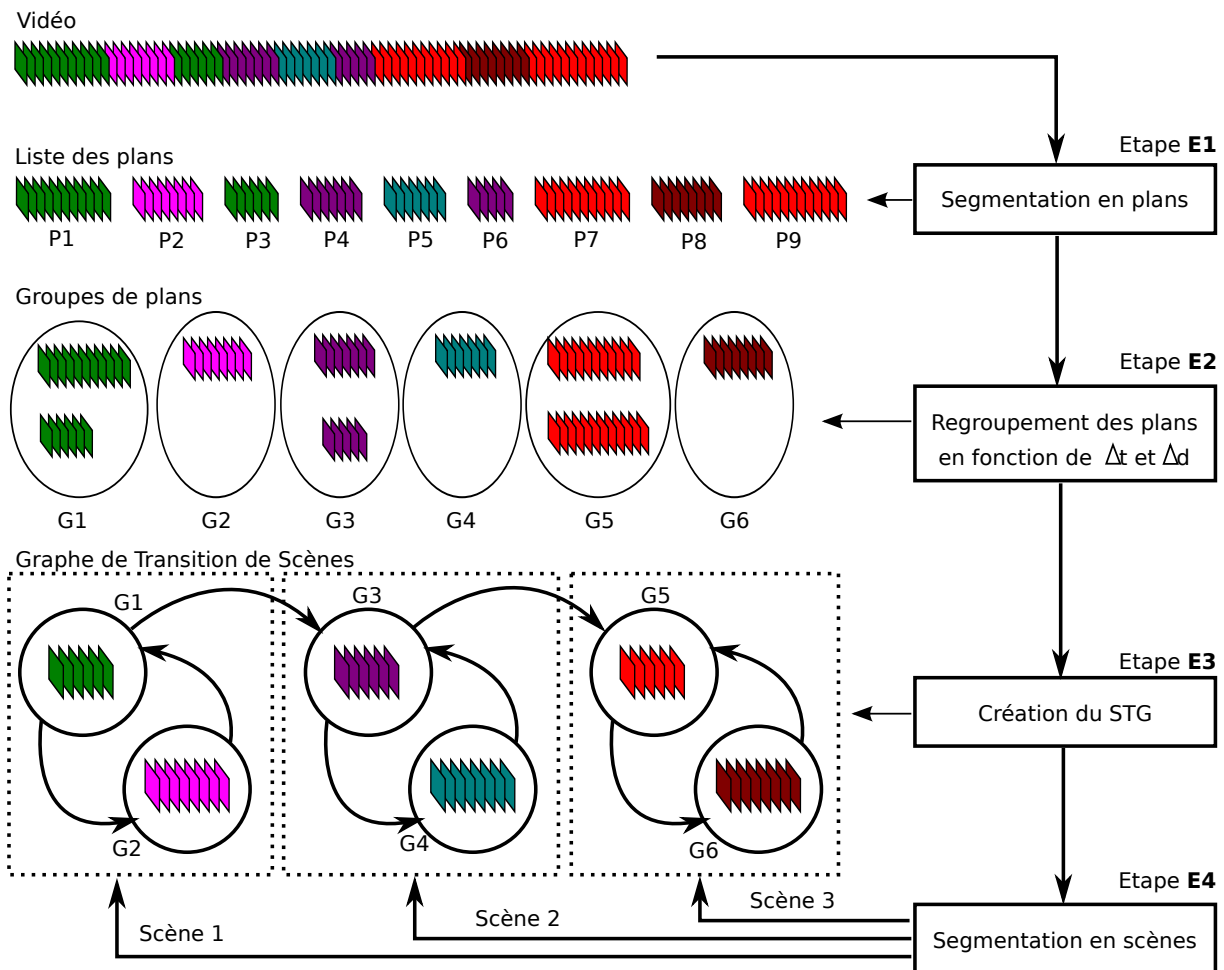 Vidéo
Etape E1
Liste des plans
Segmentation en plans
P1 P2 P3 P4 P5 P6 P7 P8 P9
Groupes de plans
Etape E2
Regroupement des plans
en fonction de Δt et Δd
G1 G2 G3 G4 G5 G6
Graphe de Transition de Scènes
G1 G3 G5
Etape E3
Création du STG
G2 G4 G6
Etape E4
Scène 1 Scène 2 Scène 3
Segmentation en scènes